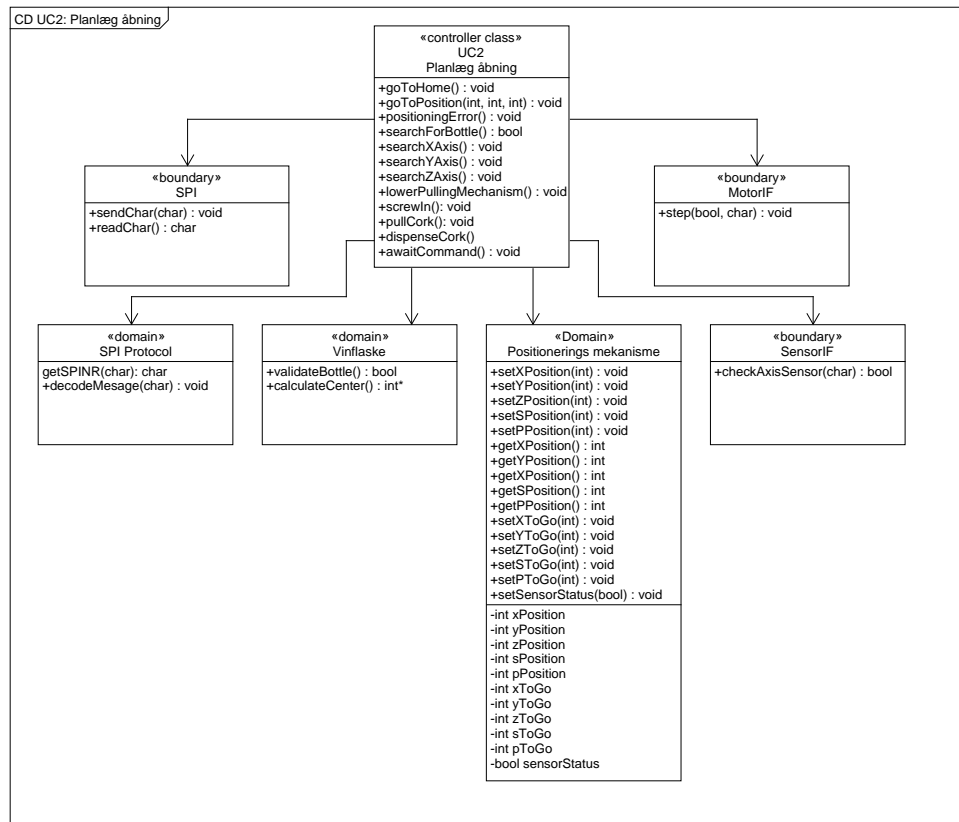 CD UC2: Planlæg åbning
«controller class»
UC2
Planlæg åbning
+goToHome() : void
+goToPosition(int, int, int) : void
+positioningError() : void
+searchForBottle() : bool
+searchXAxis() : void
+searchYAxis() : void
+searchZAxis() : void
+lowerPullingMechanism() : void
+screwIn() : void
+pullCork() : void
+dispenseCork()
+awaitCommand() : void
«boundary»
SPI
+sendChar(char) : void
+readChar() : char
«boundary»
MotorIF
+step(bool, char) : void
«domain»
SPI Protocol
getSPINR(char): char
+decodeMesage(char) : void
«domain»
Vinflaske
+validateBottle() : bool
+calculateCenter() : int*
«Domain»
Positionerings mekanisme
+setXPosition(int) : void
+setYPosition(int) : void
+setZPosition(int) : void
+setSPosition(int) : void
+setPPosition(int) : void
+getXPosition() : int
+getYPosition() : int
+getXPosition() : int
+getSPosition() : int
+getPPosition() : int
+setXToGo(int) : void
+setYToGo(int) : void
+setZToGo(int) : void
+setSToGo(int) : void
+setPToGo(int) : void
+setSensorStatus(bool) : void
-int xPosition
-int yPosition
-int zPosition
-int sPosition
-int pPosition
-int xToGo
-int yToGo
-int zToGo
-int sToGo
-int pToGo
-bool sensorStatus
«boundary»
SensorIF
+checkAxisSensor(char) : bool